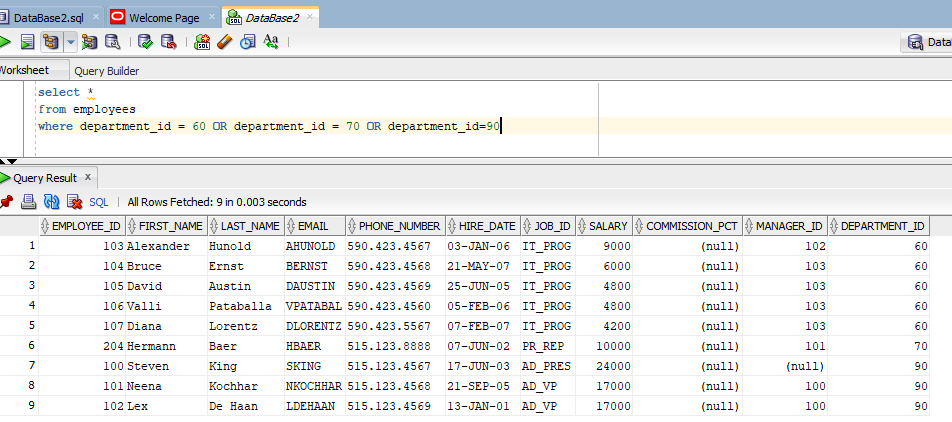 DataBase2.sql Welcome Page DataBase2
SQL Aa Data
Worksheet Query Builder
select *
from employees
where department_id = 60 OR department_id = 70 OR department_id=90
Query Result x
SQL | All Rows Fetched: 9 in 0.003 seconds
EMPLOYEE_ID FIRST_NAME LAST_NAME EMAIL PHONE_NUMBER HIRE_DATE JOB_ID SALARY COMMISSION_PCT MANAGER_ID DEPARTMENT_ID
1 103 Alexander Hunold AHUNOLD 590.423.4567 03-JAN-06 IT_PROG 9000 (null) 102 60
2 104 Bruce Ernst BERNST 590.423.4568 21-MAY-07 IT_PROG 6000 (null) 103 60
3 105 David Austin DAUSTIN 590.423.4569 25-JUN-05 IT_PROG 4800 (null) 103 60
4 106 Valli Pataballa VPATABAL 590.423.4560 05-FEB-06 IT_PROG 4800 (null) 103 60
5 107 Diana Lorentz DLORENTZ 590.423.5567 07-FEB-07 IT_PROG 4200 (null) 103 60
6 204 Hermann Baer HBAER 515.123.8888 07-JUN-02 PR_REP 10000 (null) 101 70
7 100 Steven King SKING 515.123.4567 17-JUN-03 AD_PRES 24000 (null) (null) 90
8 101 Neena Kochhar NKOCHHAR 515.123.4568 21-SEP-05 AD_VP 17000 (null) 100 90
9 102 Lex De Haan LDEHAAN 515.123.4569 13-JAN-01 AD_VP 17000 (null) 100 90